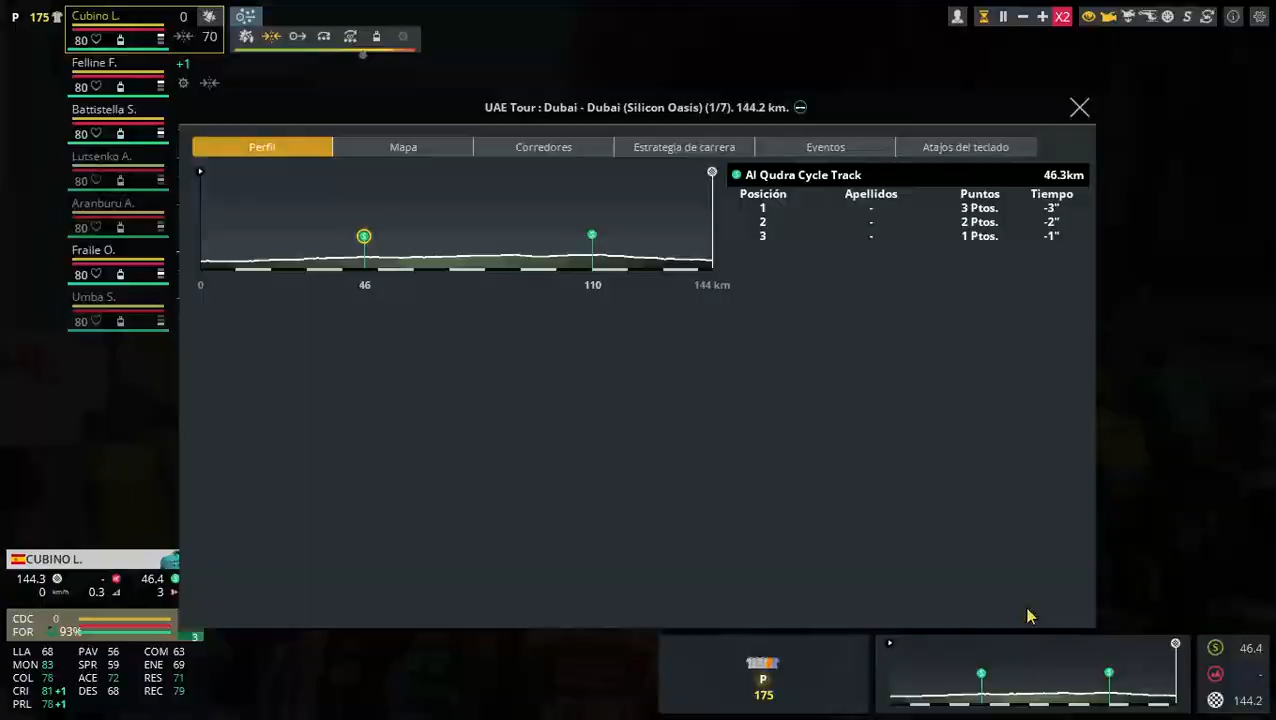 P 175
Cubino L. 0
80 70
Felline F. +1
80
Battistella S.
80
Lutsenko A.
80
Aranburu A.
80
Fraile O.
80
Umba S.
80
X2
S
UAE Tour : Dubai - Dubai (Silicon Oasis) (1/7). 144.2 km.
Perfil Mapa Corredores Estrategia de carrera Eventos Atajos del teclado
S S
0 46 110 144 km
S Al Qudra Cycle Track 46.3km
Posición Apellidos Puntos Tiempo
1 - 3 Ptos. -3"
2 - 2 Ptos. -2"
3 - 1 Ptos. -1"
CUBINO L.
144.3 - 46.4 S
0 km/h 0.3 3
CDC 0
FOR 93%
3
LLA 68 PAV 56 COM 63
MON 83 SPR 59 ENE 69
COL 78 ACE 72 RES 71
CRI 81 +1 DES 68 REC 79
PRL 78 +1
P
175
S 46.4
-
144.2